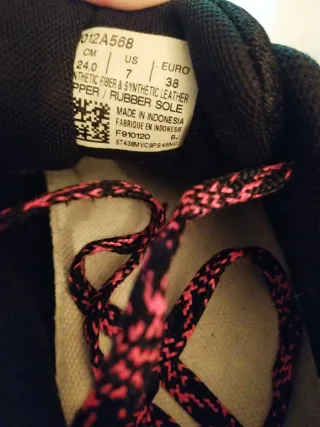 012A568
CM | US | EURO
24.0 | 7 | 38
NTHETIC FIBER & SYNTHETIC LEATHER
PPER / RUBBER SOLE
MADE IN INDONESIA
FABRIQUE EN INDONESIE
F910120